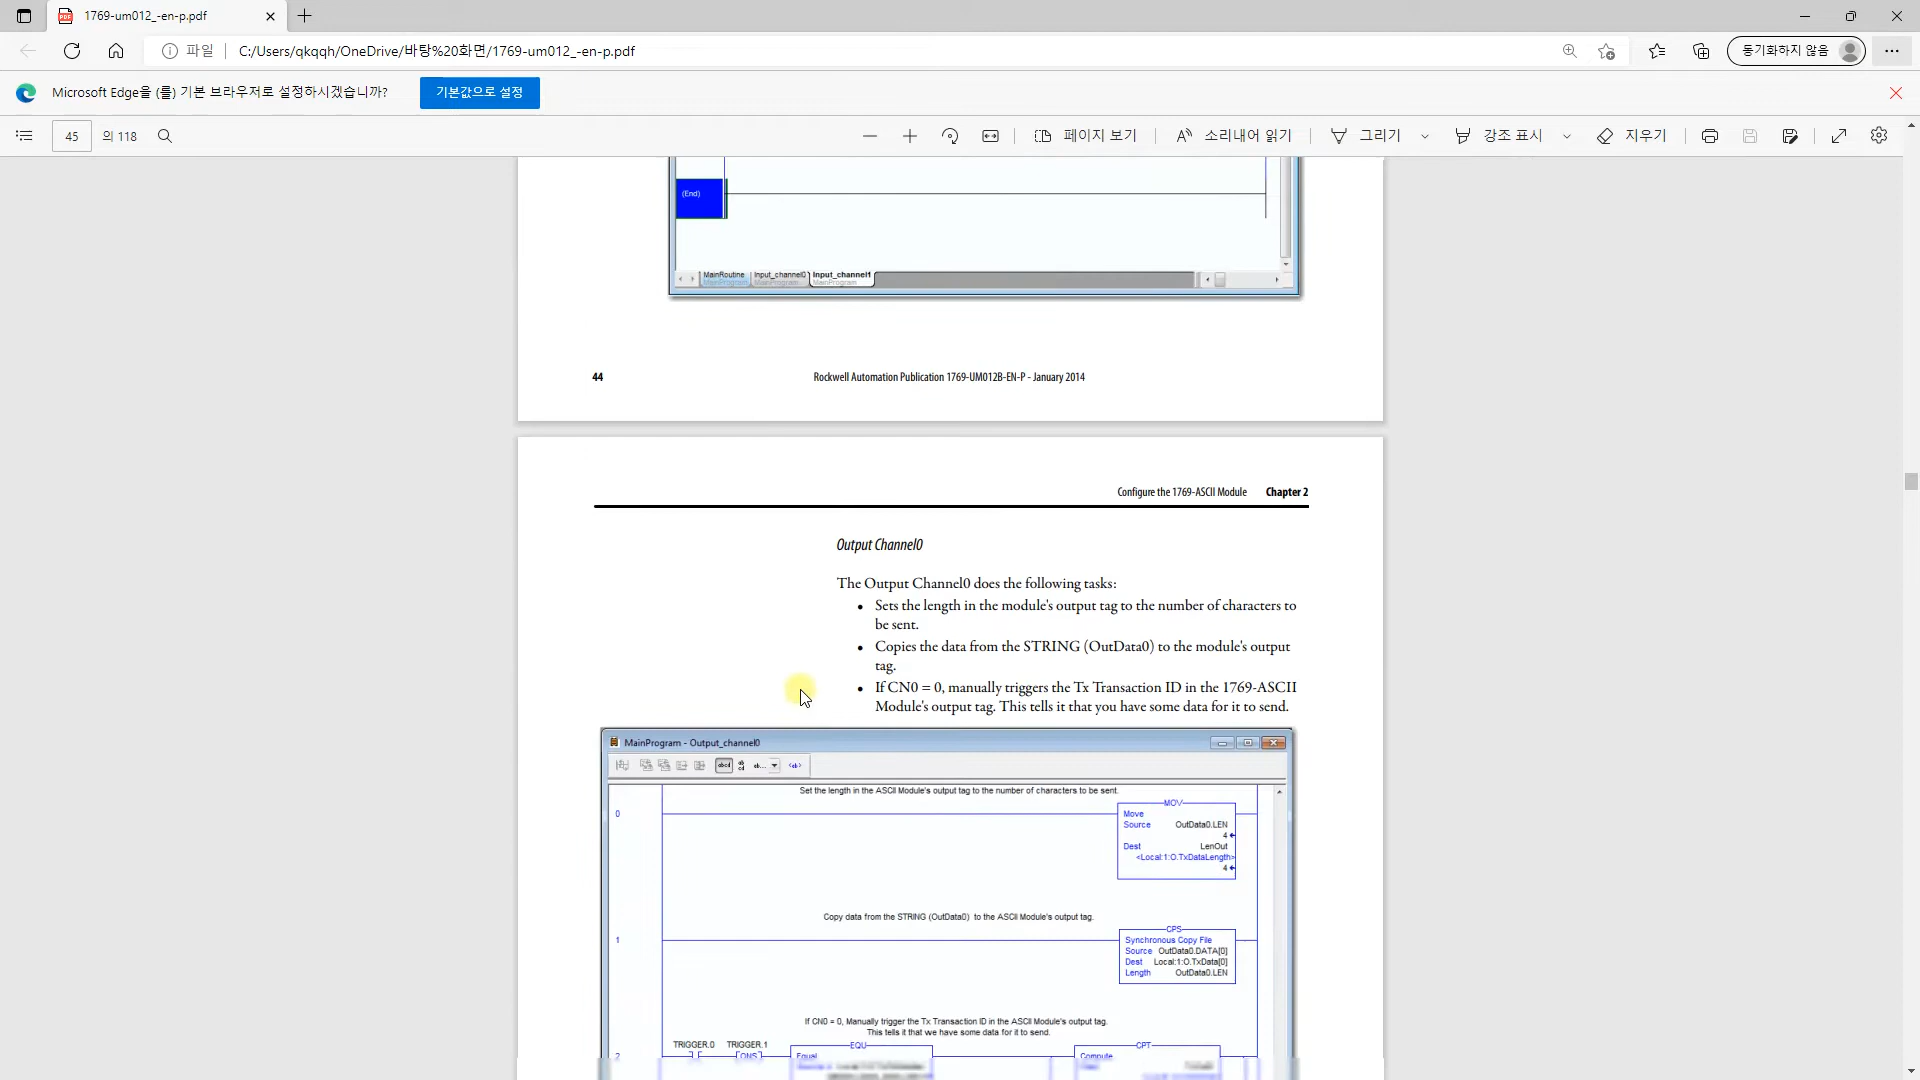 1769-um012_-en-p.pdf
파일 C:/Users/qkqqh/OneDrive/바탕%20화면/1769-um012_-en-p.pdf 동기화하지 않음
Microsoft Edge을 (를) 기본 브라우저로 설정하시겠습니까? 기본값으로 설정
45 의 118 페이지 보기 소리내어 읽기 그리기 강조 표시 지우기
(End)
MainRoutine Input_channel0 Input_channel1
MainProgram MainProgram MainProgram
44 Rockwell Automation Publication 1769-UM012B-EN-P - January 2014
Configure the 1769-ASCII Module Chapter 2
Output Channel0
The Output Channel0 does the following tasks:
• Sets the length in the module's output tag to the number of characters to
be sent.
• Copies the data from the STRING (OutData0) to the module's output
tag.
• If CN0 = 0, manually triggers the Tx Transaction ID in the 1769-ASCII
Module's output tag. This tells it that you have some data for it to send.
MainProgram - Output_channel0
Set the length in the ASCII Module's output tag to the number of characters to be sent.
0
MOV
Move
Source OutData0.LEN
4
Dest LenOut
<Local:1:O.TxDataLength>
4
Copy data from the STRING (OutData0) to the ASCII Module's output tag.
1
CPS
Synchronous Copy File
Source OutData0.DATA[0]
Dest Local:1:O.TxData[0]
Length OutData0.LEN
If CN0 = 0, Manually trigger the Tx Transaction ID in the ASCII Module's output tag.
This tells it that we have some data for it to send.
TRIGGER.0 TRIGGER.1 EQU CPT
2 ONS Equal Compute